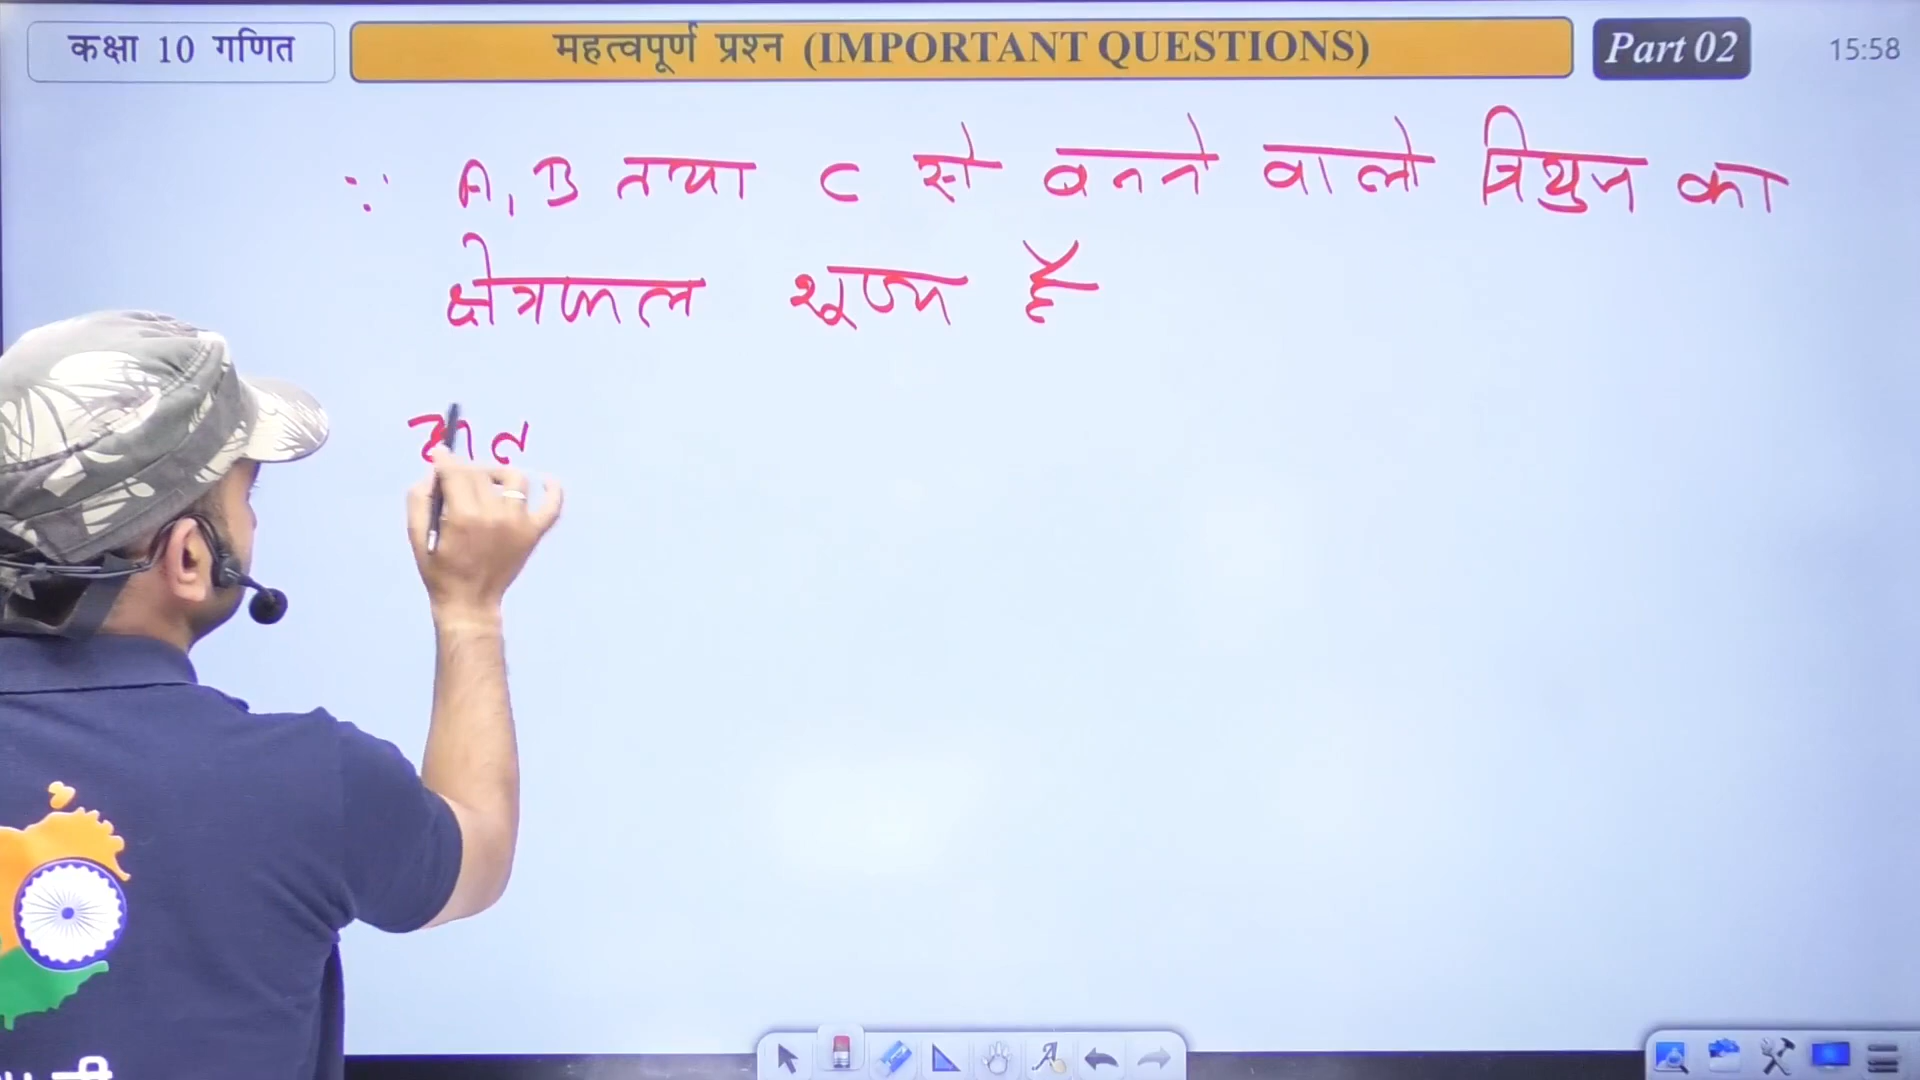 कक्षा 10 गणित
महत्वपूर्ण प्रश्न (IMPORTANT QUESTIONS)
Part 02
15:58
∵ A, B तथा C से बनने वाले त्रिभुज का
क्षेत्रफल शून्य है